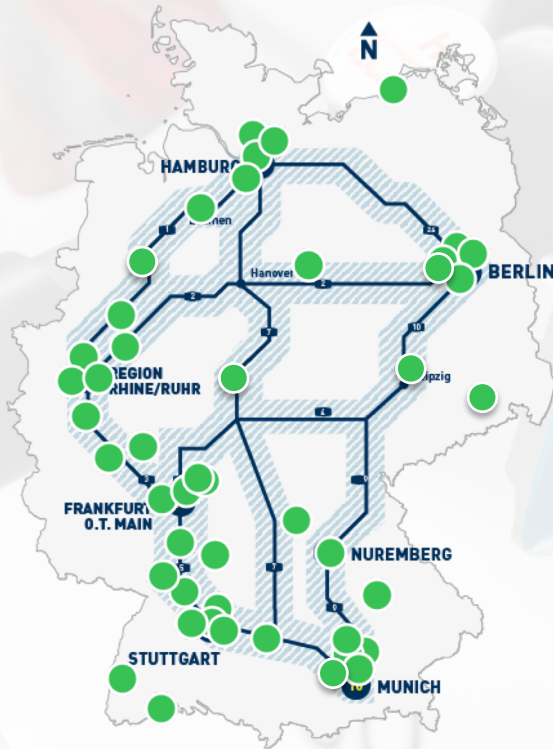 N
HAMBURG
1
24
BERLIN
Hanover
2
2
7
10
REGION
RHINE/RUHR
4
3
FRANKFURT
O.T. MAIN
5
7
9
NUREMBERG
STUTTGART
MUNICH